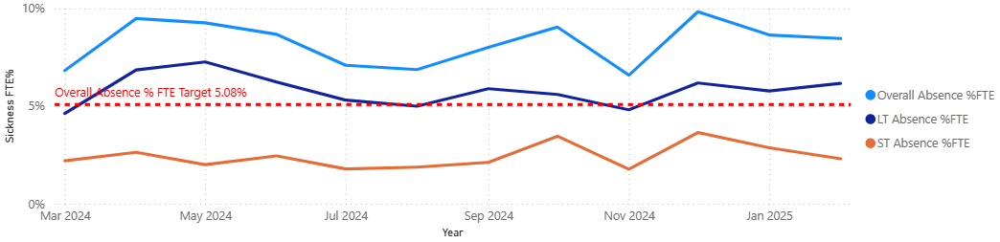 10%
5%
0%
Sickness FTE%
Overall Absence % FTE Target 5.08%
Mar 2024
May 2024
Jul 2024
Sep 2024
Nov 2024
Jan 2025
Year
Overall Absence %FTE
LT Absence %FTE
ST Absence %FTE